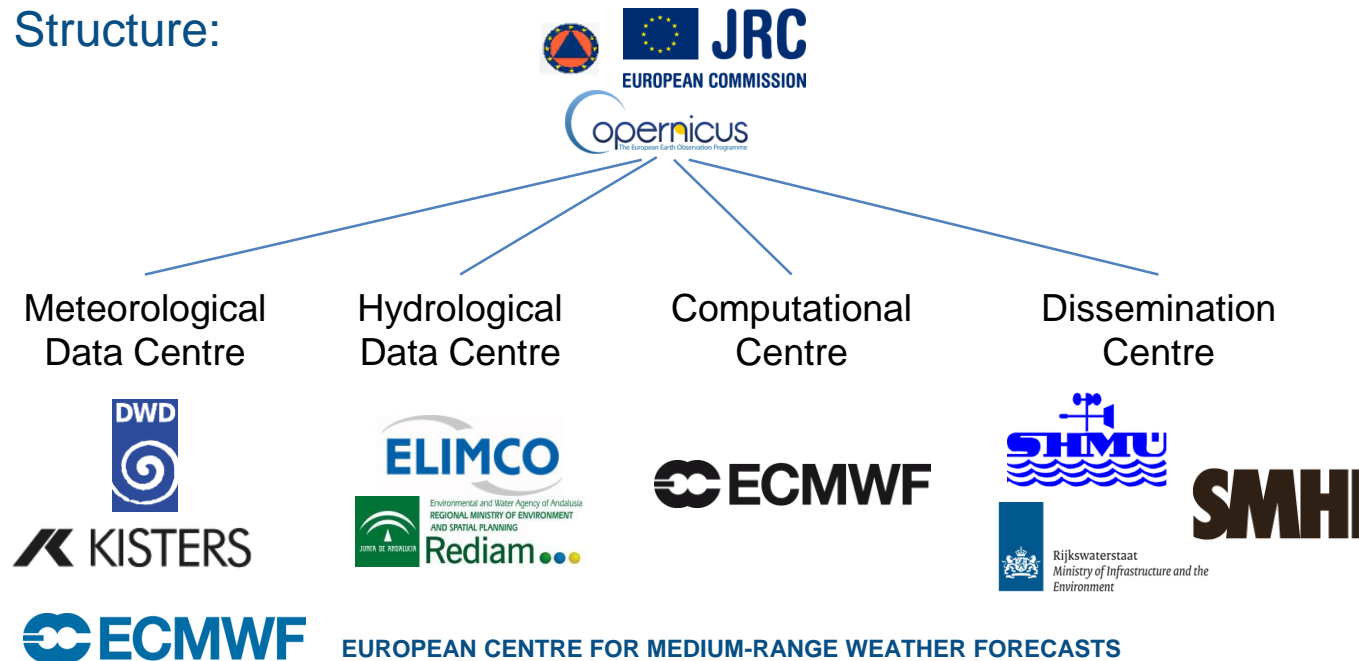 Structure:
JRC
EUROPEAN COMMISSION
opernicus
The European Earth Observation Programme
Meteorological
Data Centre
Hydrological
Data Centre
Computational
Centre
Dissemination
Centre
DWD
KISTERS
ELIMCO
Environmental and Water Agency of Andalusia
REGIONAL MINISTRY OF ENVIRONMENT
AND SPATIAL PLANNING
JUNTA DE ANDALUCIA
Rediam
ECMWF
SHMÚ
SMHI
Rijkswaterstaat
Ministry of Infrastructure and the
Environment
ECMWF
EUROPEAN CENTRE FOR MEDIUM-RANGE WEATHER FORECASTS